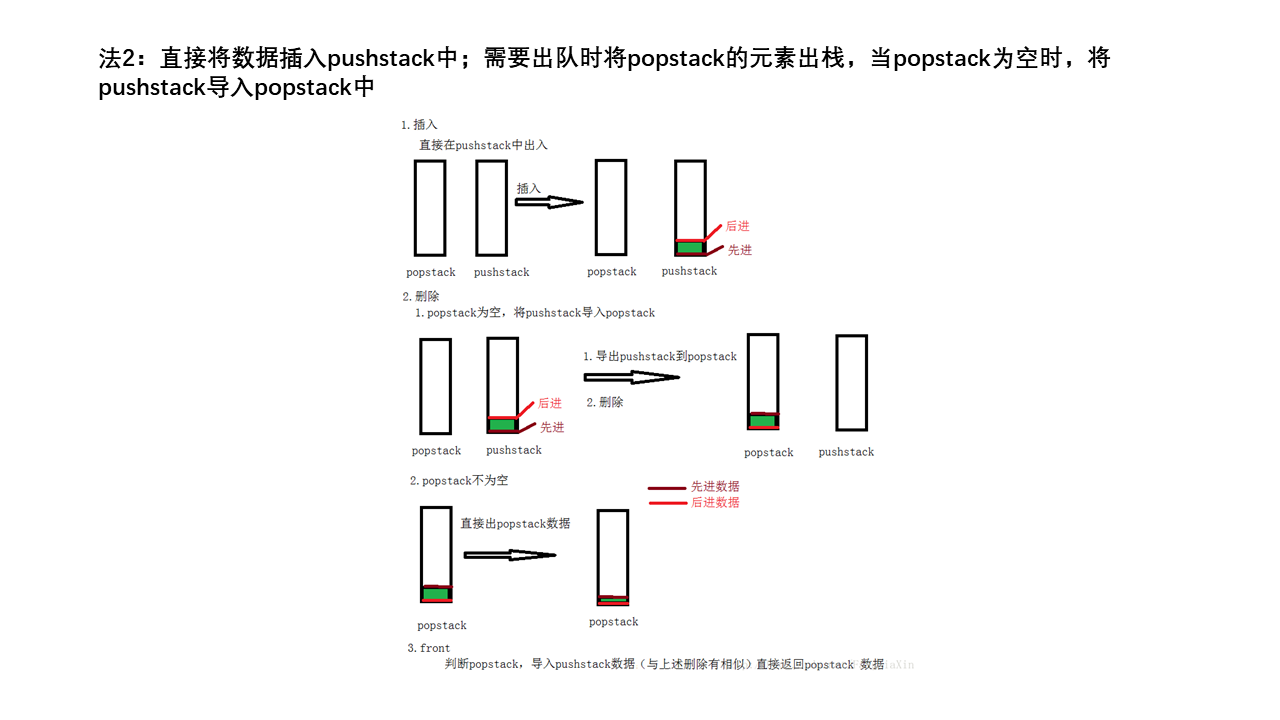 法2：直接将数据插入pushstack中；需要出队时将popstack的元素出栈，当popstack为空时，将
pushstack导入popstack中
1.插入
直接在pushstack中出入
插入
后进
先进
popstack
pushstack
popstack
pushstack
2.删除
1.popstack为空，将pushstack导入popstack
1.导出pushstack到popstack
2.删除
后进
先进
popstack
pushstack
popstack
pushstack
2.popstack不为空
先进数据
后进数据
直接出popstack数据
popstack
popstack
3.front
判断popstack，导入pushstack数据（与上述删除有相似）直接返回popstack 数据